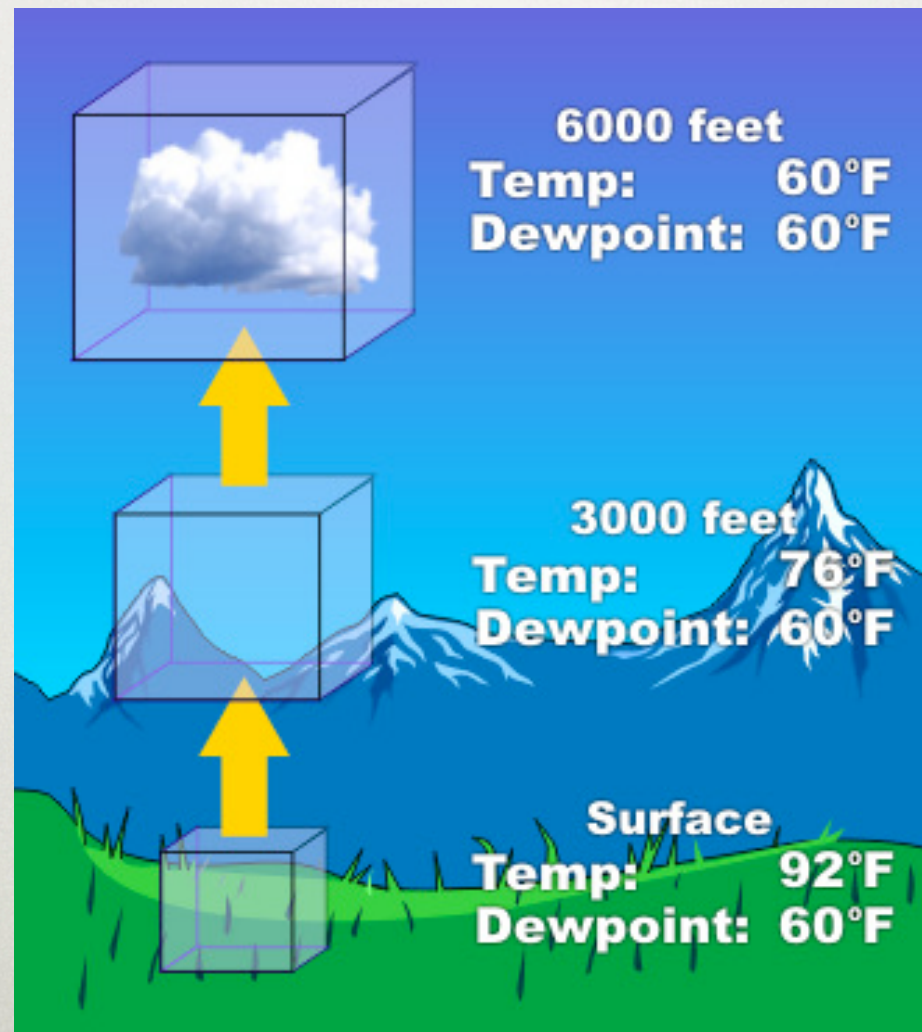 6000 feet
Temp: 60°F
Dewpoint: 60°F
3000 feet
Temp: 76°F
Dewpoint: 60°F
Surface
Temp: 92°F
Dewpoint: 60°F